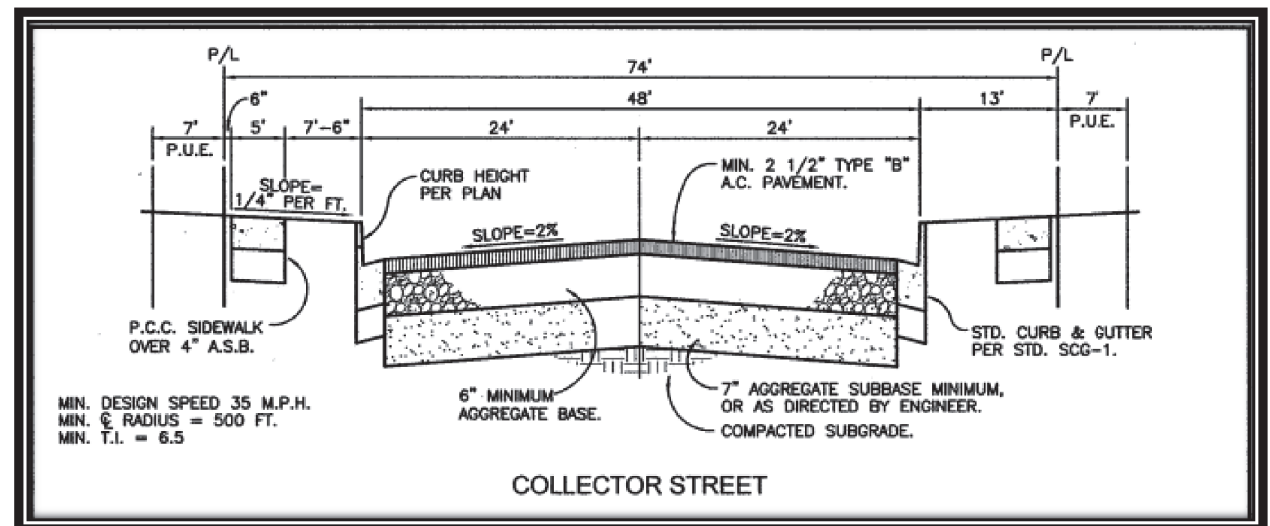 P/L
P/L
74'
6"
48'
13'
7'
P.U.E.
7'
P.U.E.
5'
7'-6"
24'
24'
SLOPE=
1/4" PER FT.
CURB HEIGHT
PER PLAN
MIN. 2 1/2" TYPE "B"
A.C. PAVEMENT.
SLOPE=2%
SLOPE=2%
P.C.C. SIDEWALK
OVER 4" A.S.B.
STD. CURB & GUTTER
PER STD. SCG-1.
6" MINIMUM
AGGREGATE BASE.
7" AGGREGATE SUBBASE MINIMUM,
OR AS DIRECTED BY ENGINEER.
COMPACTED SUBGRADE.
MIN. DESIGN SPEED 35 M.P.H.
MIN. ℄ RADIUS = 500 FT.
MIN. T.I. = 6.5
COLLECTOR STREET